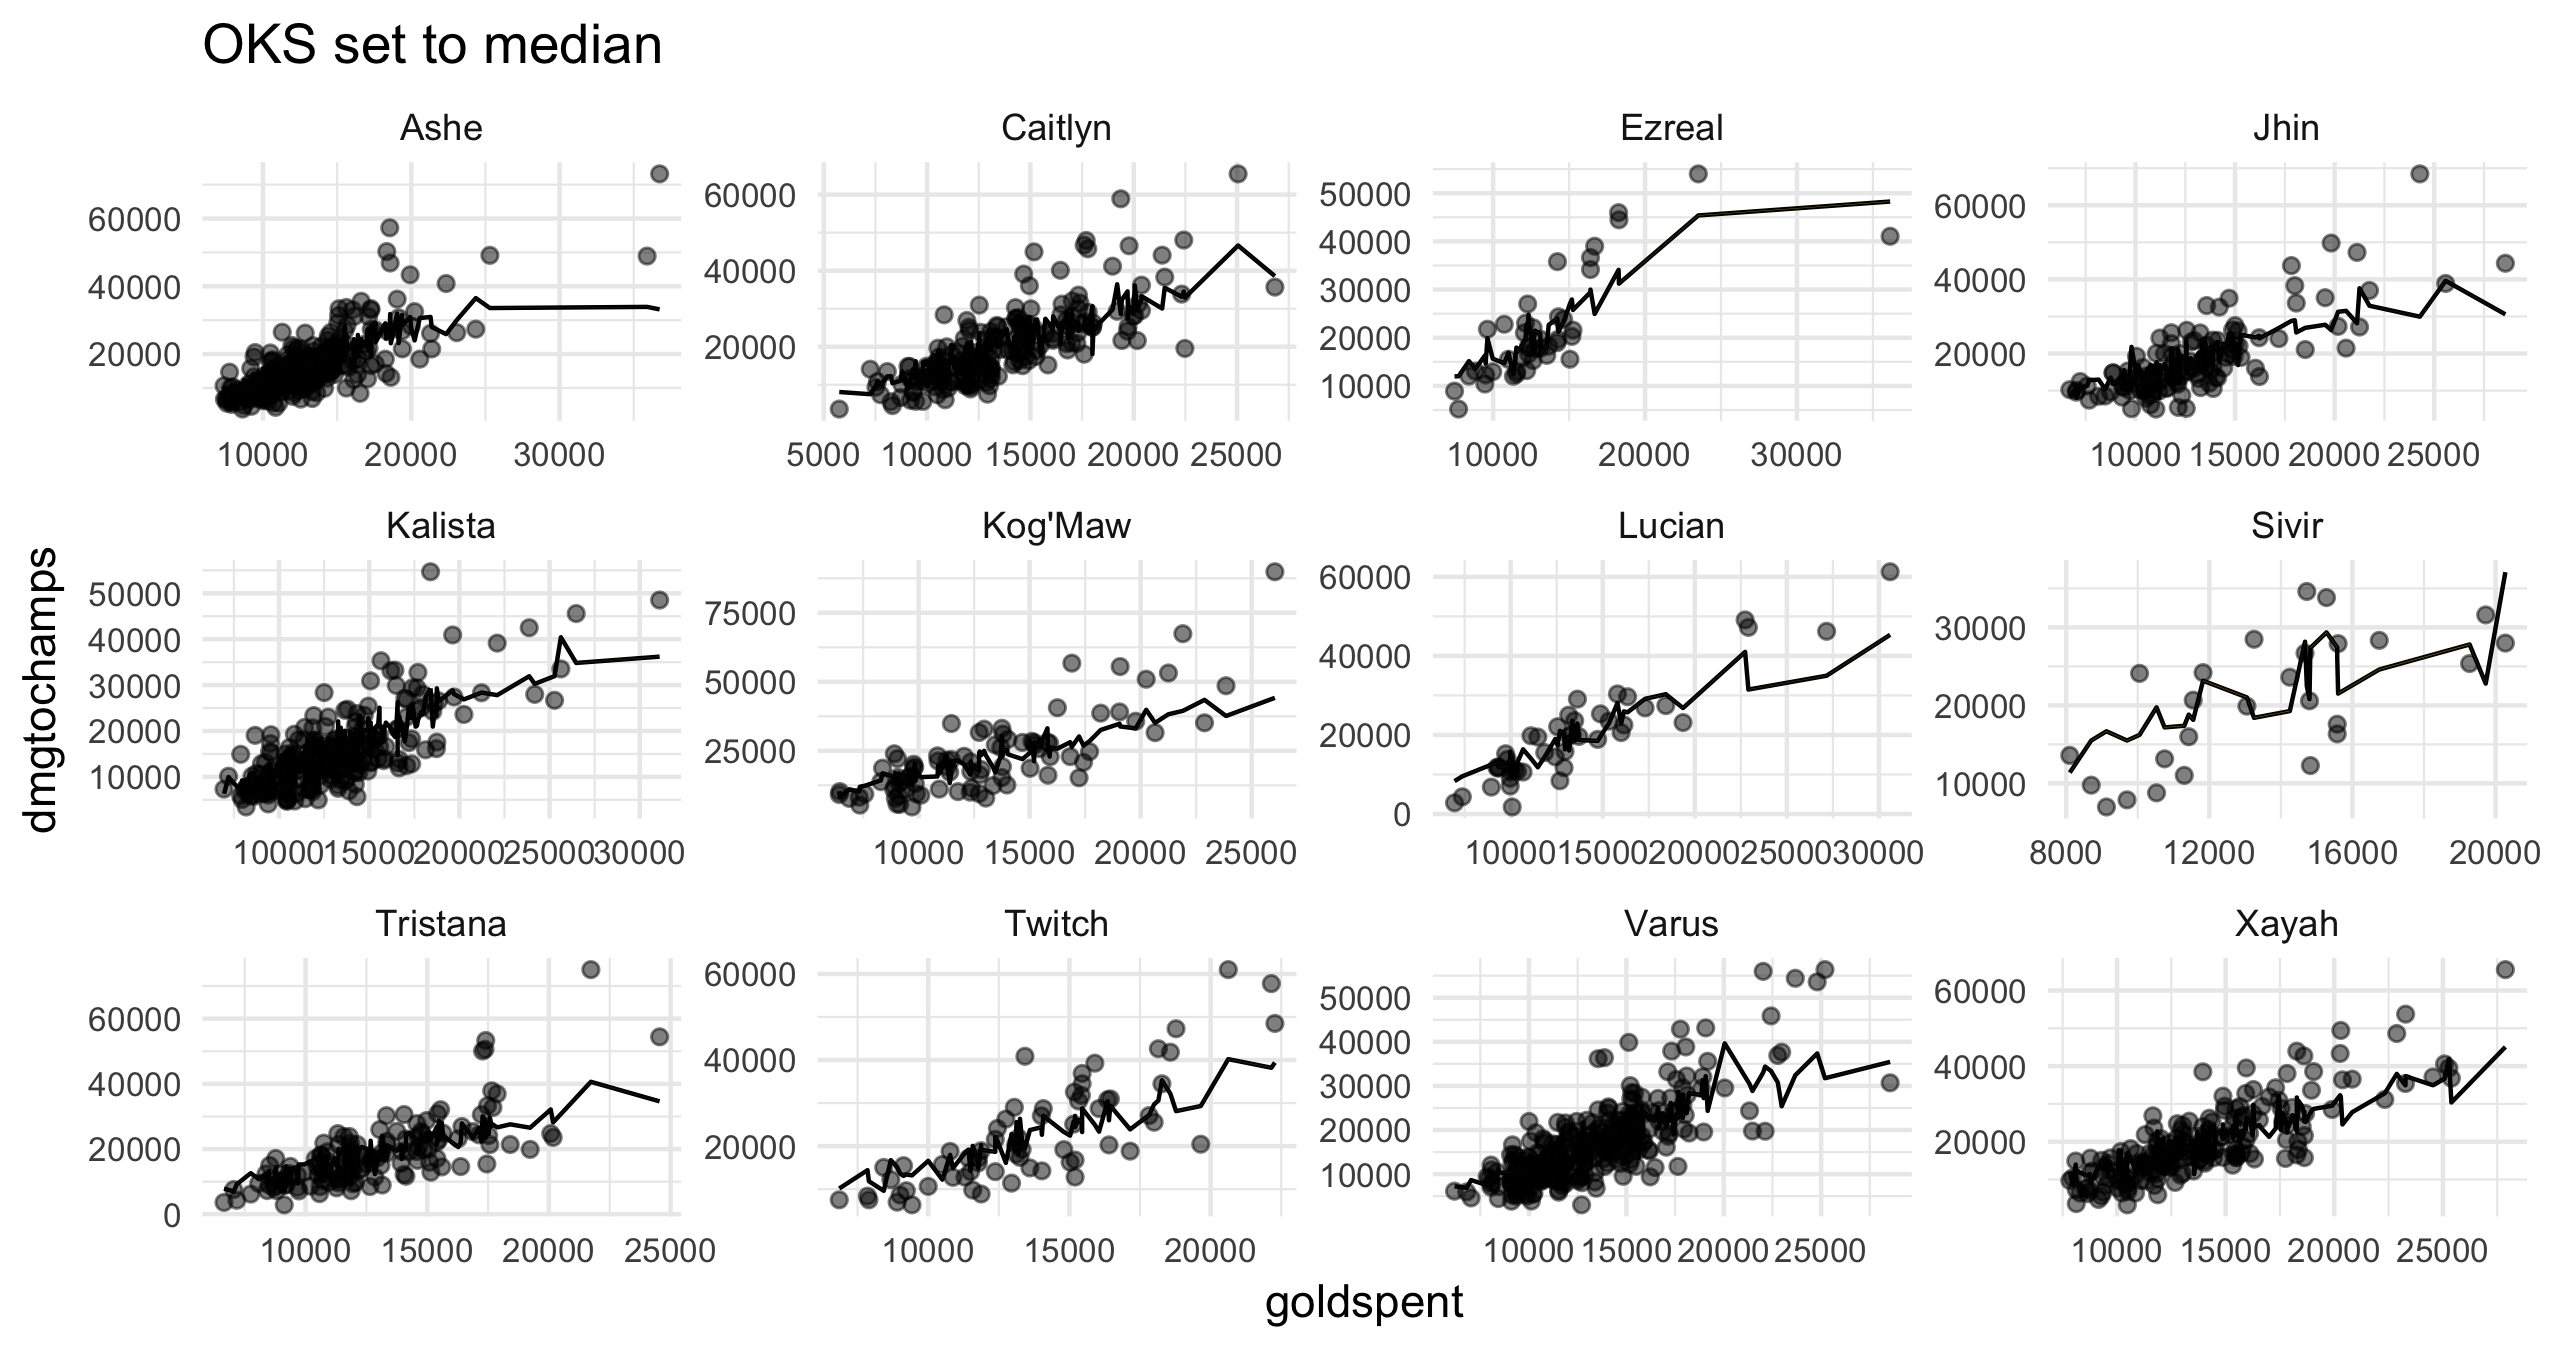 OKS set to median
Ashe Caitlyn Ezreal Jhin
60000 40000 20000
60000 40000 20000
50000 40000 30000 20000 10000
60000 40000 20000
10000 20000 30000
5000 10000 15000 20000 25000
10000 20000 30000
10000 15000 20000 25000
dmgtochamps
Kalista Kog'Maw Lucian Sivir
50000 40000 30000 20000 10000
75000 50000 25000
60000 40000 20000 0
30000 20000 10000
10000 15000 20000 25000 30000
10000 15000 20000 25000
10000 15000 20000 25000 30000
8000 12000 16000 20000
Tristana Twitch Varus Xayah
60000 40000 20000 0
60000 40000 20000
50000 40000 30000 20000 10000
60000 40000 20000
10000 15000 20000 25000
10000 15000 20000
10000 15000 20000 25000
10000 15000 20000 25000
goldspent